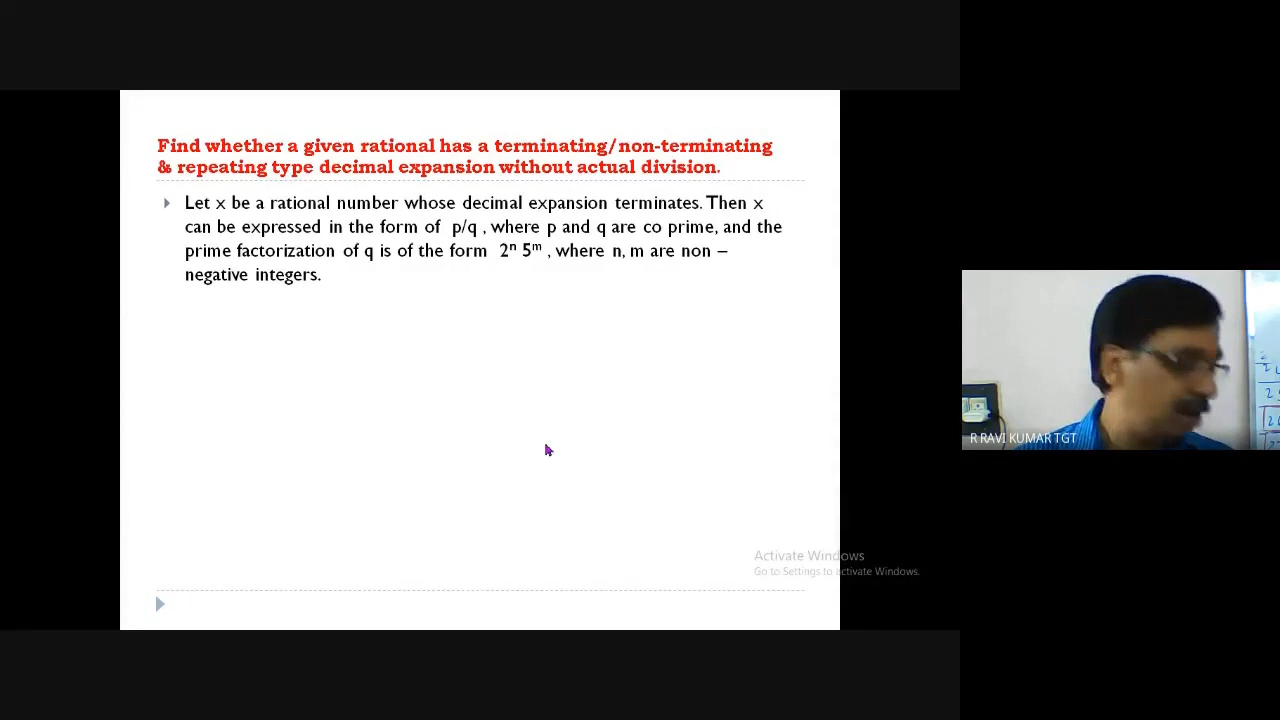 Find whether a given rational has a terminating/non-terminating
& repeating type decimal expansion without actual division.
Let x be a rational number whose decimal expansion terminates. Then x
can be expressed in the form of p/q , where p and q are co prime, and the
prime factorization of q is of the form 2ⁿ 5ᵐ , where n, m are non –
negative integers.
R RAVI KUMAR TGT
Activate Windows
Go to Settings to activate Windows.